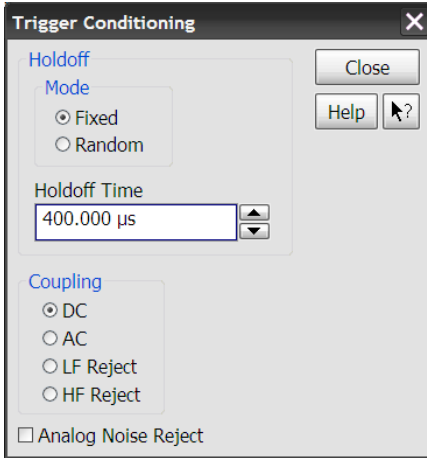 Trigger Conditioning
Holdoff
Close
Mode
Fixed
Help
?
Random
Holdoff Time
400.000 µs
Coupling
DC
AC
LF Reject
HF Reject
Analog Noise Reject